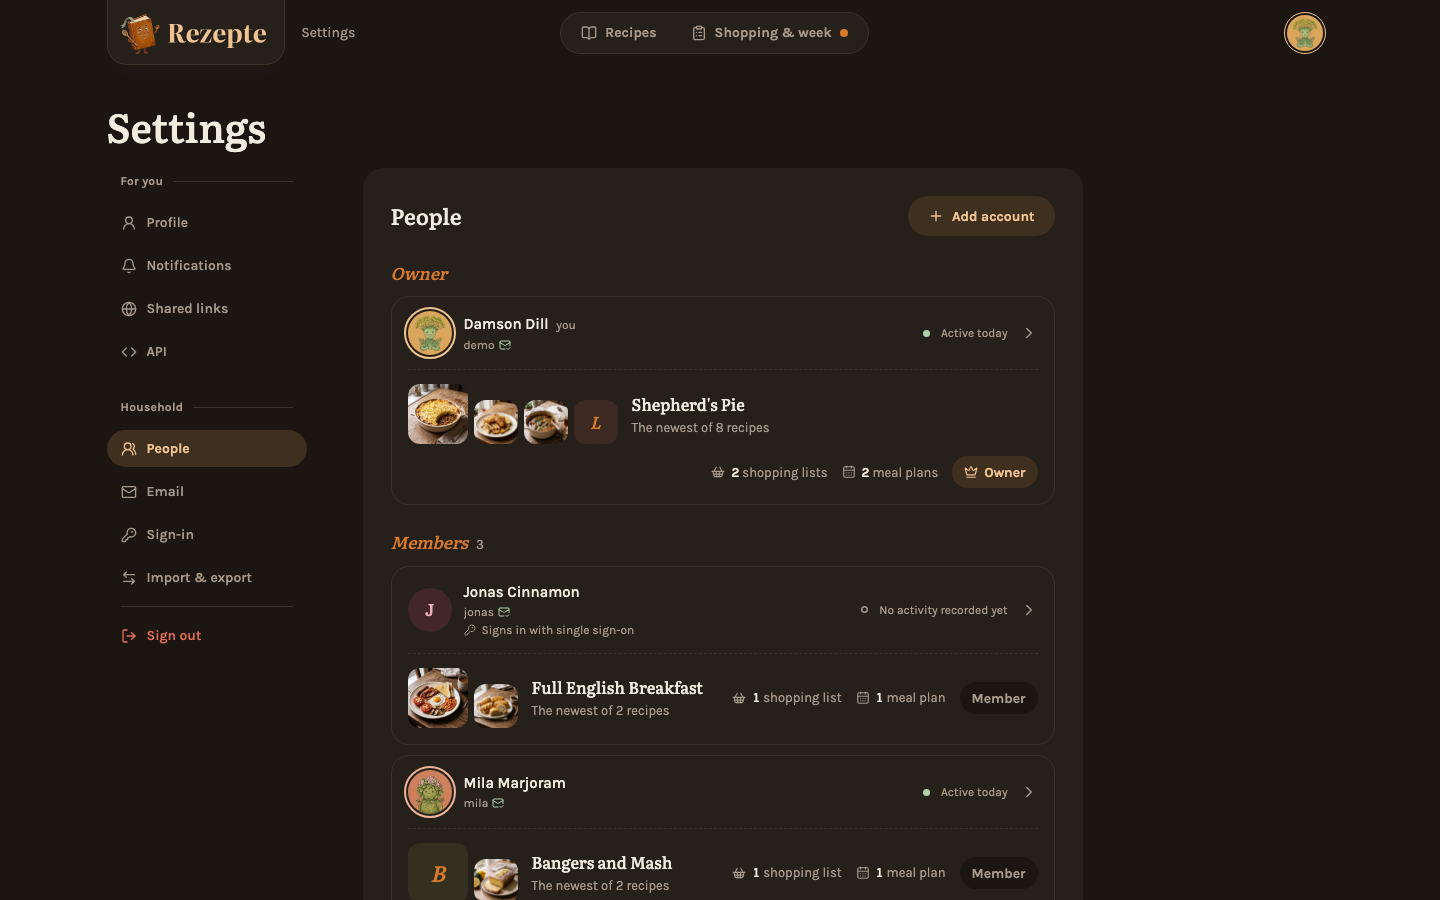 Rezepte
Settings
Recipes
Shopping & week
Settings
For you
Profile
Notifications
Shared links
API
Household
People
Email
Sign-in
Import & export
Sign out
People
Add account
Owner
Damson Dill you
demo
Active today
L
Shepherd's Pie
The newest of 8 recipes
2 shopping lists
2 meal plans
Owner
Members 3
J
Jonas Cinnamon
jonas
Signs in with single sign-on
No activity recorded yet
Full English Breakfast
The newest of 2 recipes
1 shopping list
1 meal plan
Member
Mila Marjoram
mila
Active today
B
Bangers and Mash
The newest of 2 recipes
1 shopping list
1 meal plan
Member